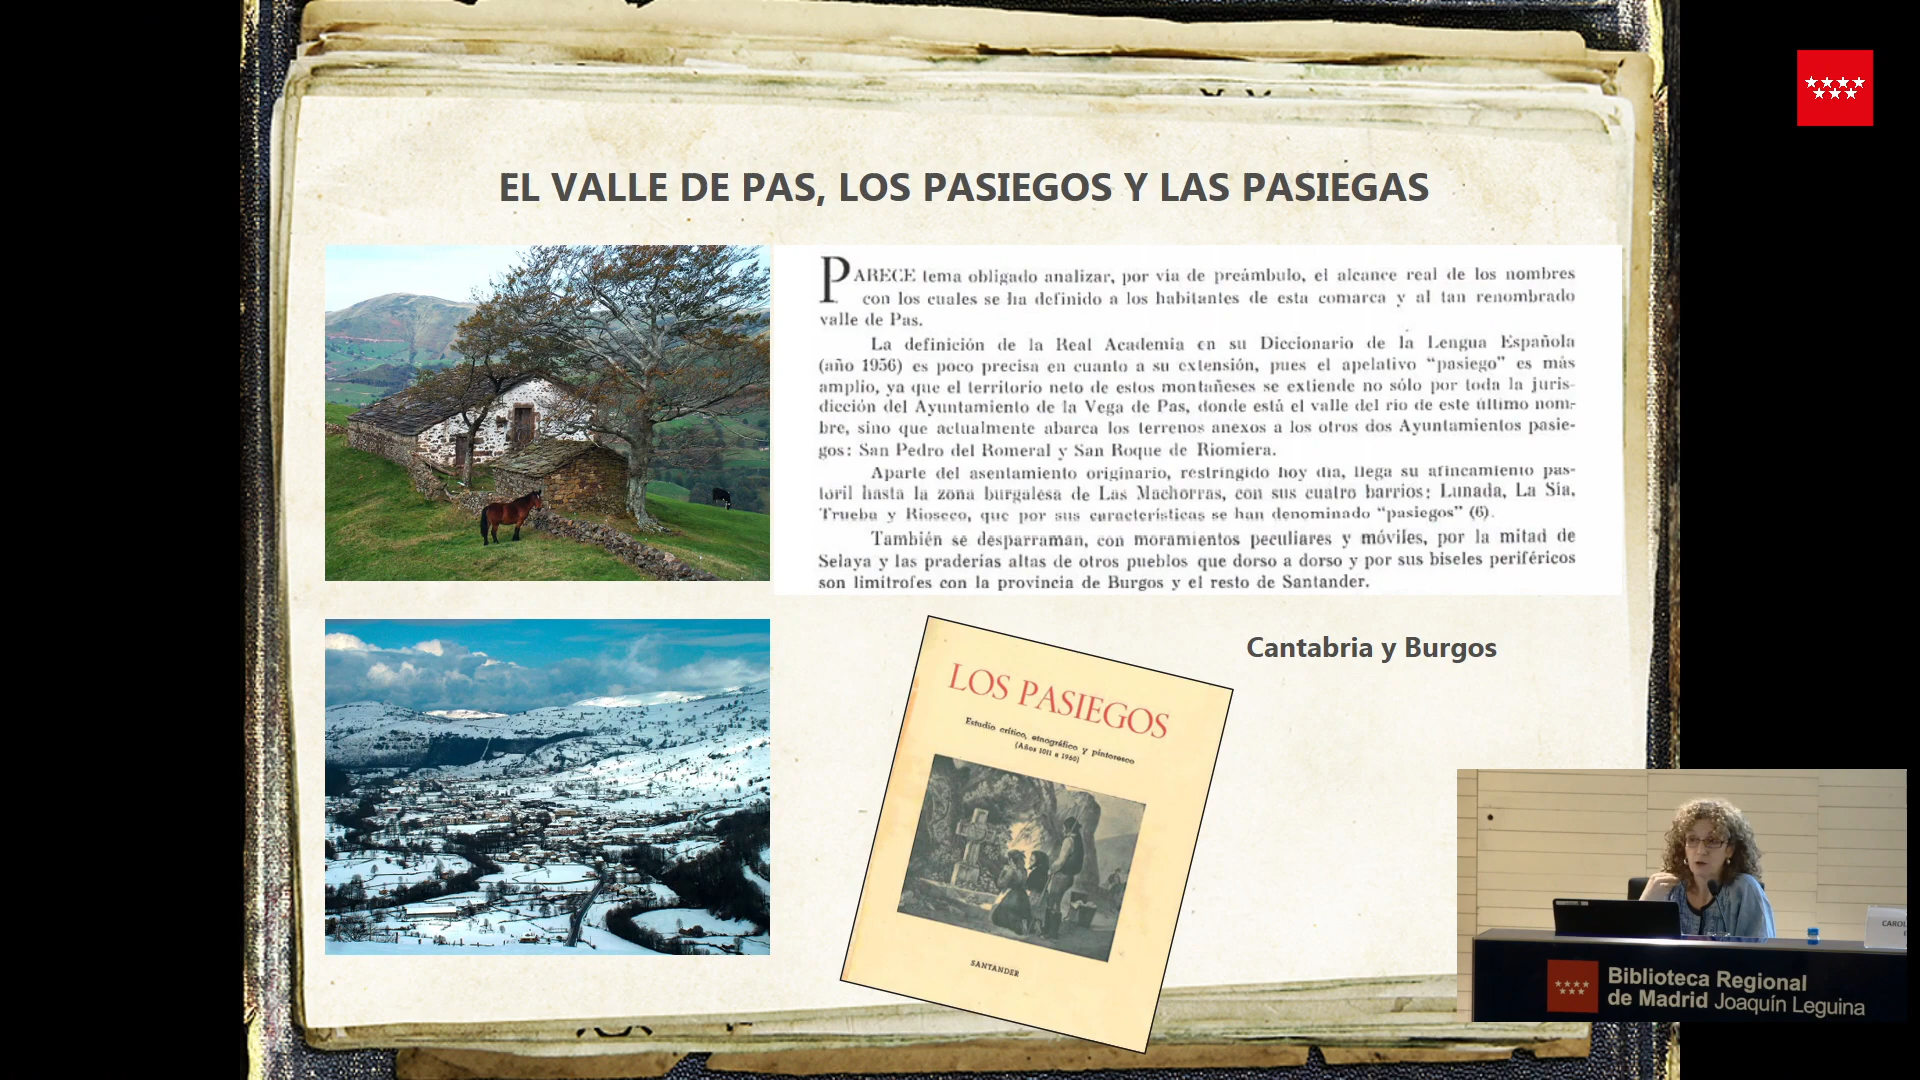 EL VALLE DE PAS, LOS PASIEGOS Y LAS PASIEGAS
PARECE tema obligado analizar, por via de preámbulo, el alcance real de los nombres
con los cuales se ha definido a los habitantes de esta comarca y al tan renombrado
valle de Pas.
La definición de la Real Academia en su Diccionario de la Lengua Española
(año 1956) es poco precisa en cuanto a su extensión, pues el apelativo “pasiego” es más
amplio, ya que el territorio neto de estos montañeses se extiende no sólo por toda la juris-
dicción del Ayuntamiento de la Vega de Pas, donde está el valle del río de este último nom-
bre, sino que actualmente abarca los terrenos anexos a los otros dos Ayuntamientos pasie-
gos: San Pedro del Romeral y San Roque de Riomiera.
Aparte del asentamiento originario, restringido hoy día, llega su afincamiento pas-
toril hasta la zona burgalesa de Las Machorras, con sus cuatro barrios: Lunada, La Sía,
Trueba y Rioseco, que por sus características se han denominado “pasiegos” (6).
También se desparraman, con moramientos peculiares y móviles, por la mitad de
Selaya y las praderías altas de otros pueblos que dorso a dorso y por sus biseles periféricos
son limítrofes con la provincia de Burgos y el resto de Santander.
Cantabria y Burgos
LOS PASIEGOS
Estudio crítico, etnográfico y pintoresco
(Años 1011 a 1960)
SANTANDER
CAROL
Biblioteca Regional
de Madrid Joaquín Leguina